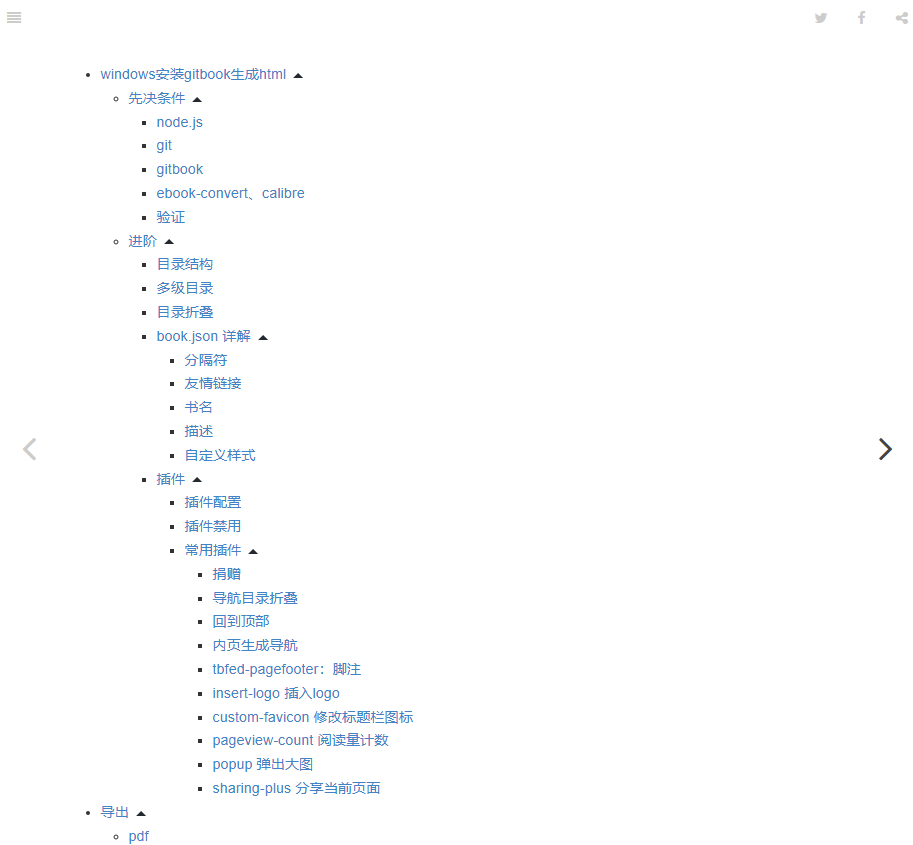 windows安装gitbook生成html
先决条件
node.js
git
gitbook
ebook-convert、calibre
验证
进阶
目录结构
多级目录
目录折叠
book.json 详解
分隔符
友情链接
书名
描述
自定义样式
插件
插件配置
插件禁用
常用插件
捐赠
导航目录折叠
回到顶部
内页生成导航
tbfed-pagefooter：脚注
insert-logo 插入logo
custom-favicon 修改标题栏图标
pageview-count 阅读量计数
popup 弹出大图
sharing-plus 分享当前页面
导出
pdf